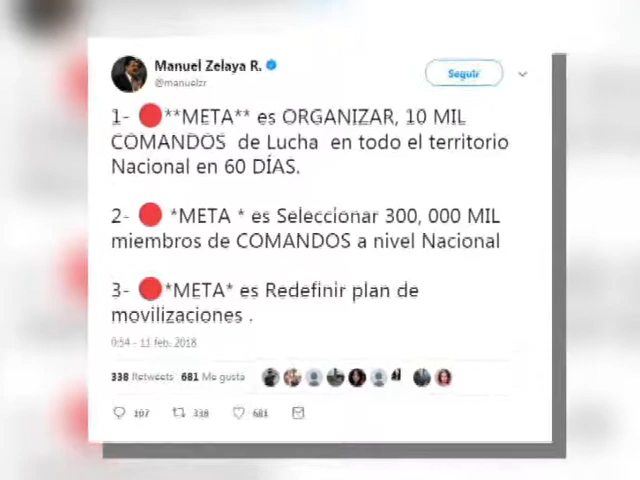 Manuel Zelaya R.
@manuelzr
Seguir
1- 🔴**META** es ORGANIZAR, 10 MIL
COMANDOS de Lucha en todo el territorio
Nacional en 60 DÍAS.
2- 🔴 *META * es Seleccionar 300, 000 MIL
miembros de COMANDOS a nivel Nacional
3- 🔴*META* es Redefinir plan de
movilizaciones .
0:54 - 11 feb. 2018
338 Retweets 681 Me gusta
197 338 681